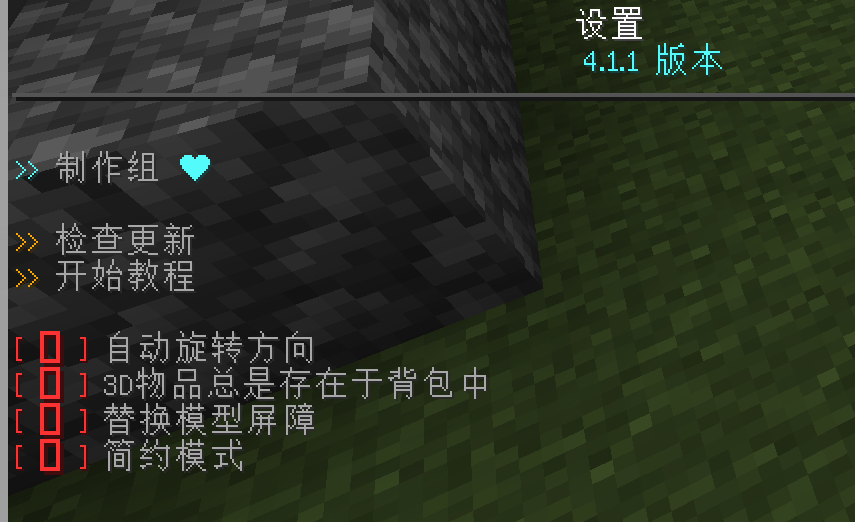 设置
4.1.1 版本
>> 制作组 ♥
>> 检查更新
>> 开始教程
[ ▯ ] 自动旋转方向
[ ▯ ] 3D物品总是存在于背包中
[ ▯ ] 替换模型屏障
[ ▯ ] 简约模式